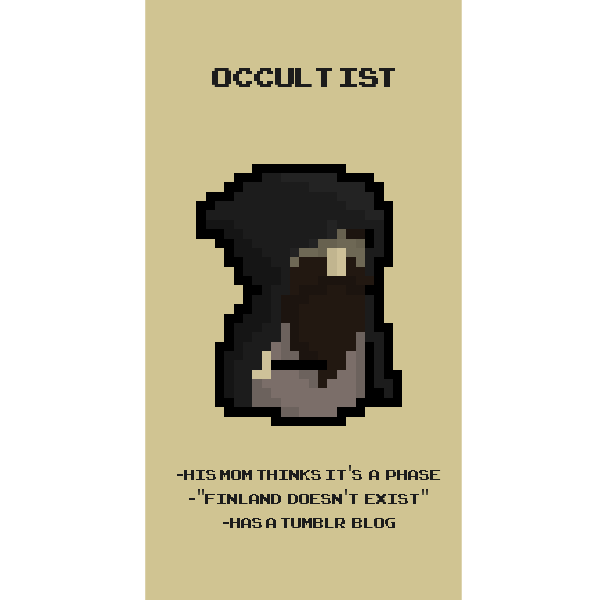 OCCULTIST
-HIS MOM THINKS IT'S A PHASE
-"FINLAND DOESN'T EXIST"
-HAS A TUMBLR BLOG